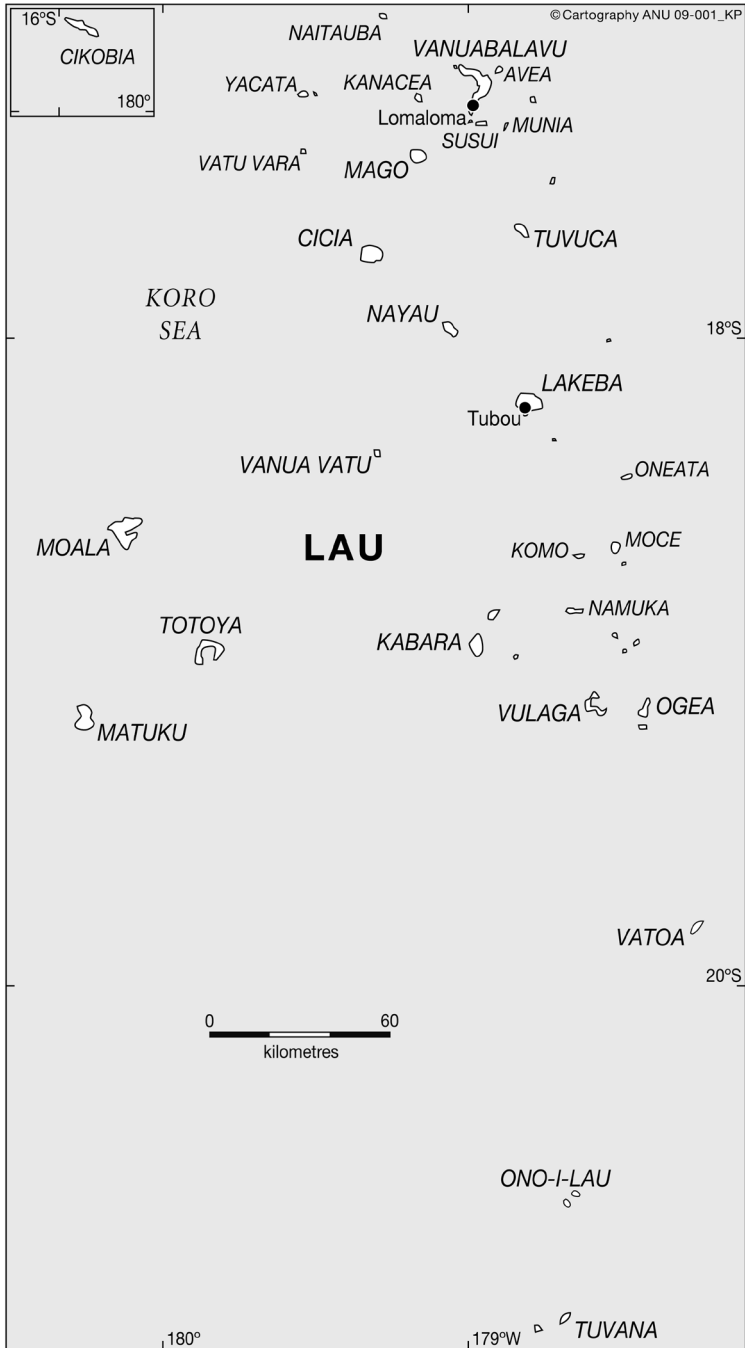 © Cartography ANU 09-001_KP
16°S
CIKOBIA
180°
NAITAUBA
VANUABALAVU
YACATA
KANACEA
AVEA
Lomaloma
MUNIA
SUSUI
VATU VARA
MAGO
CICIA
TUVUCA
KORO
SEA
NAYAU
18°S
LAKEBA
Tubou
VANUA VATU
ONEATA
MOALA
LAU
KOMO
MOCE
TOTOYA
NAMUKA
KABARA
VULAGA
OGEA
MATUKU
VATOA
20°S
0 60
kilometres
ONO-I-LAU
TUVANA
180° 179°W